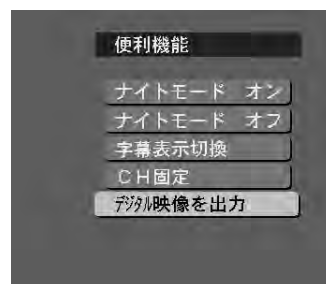 便利機能
ナイトモード　オン
ナイトモード　オフ
字幕表示切換
ＣＨ固定
デジタル映像を出力